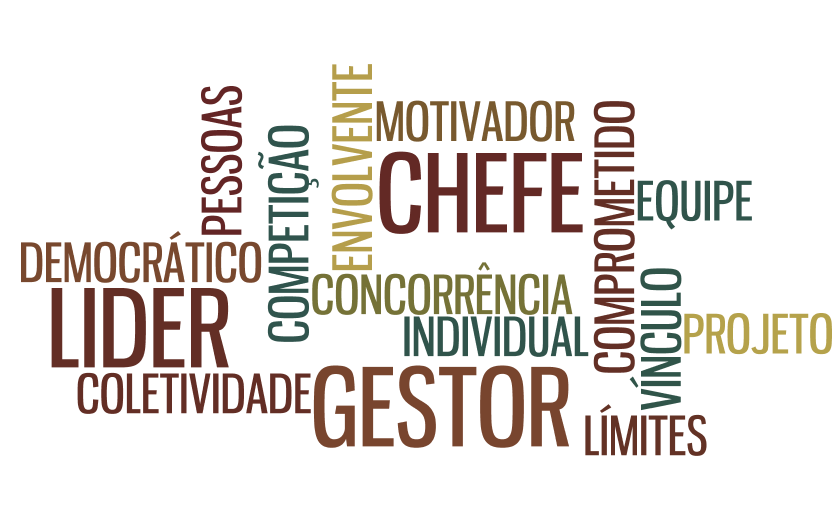 PESSOAS
COMPETIÇÃO
ENVOLVENTE
MOTIVADOR
CHEFE
COMPROMETIDO
EQUIPE
DEMOCRÁTICO
LIDER
CONCORRÊNCIA
INDIVIDUAL
VÍNCULO
PROJETO
COLETIVIDADE
GESTOR
LÍMITES